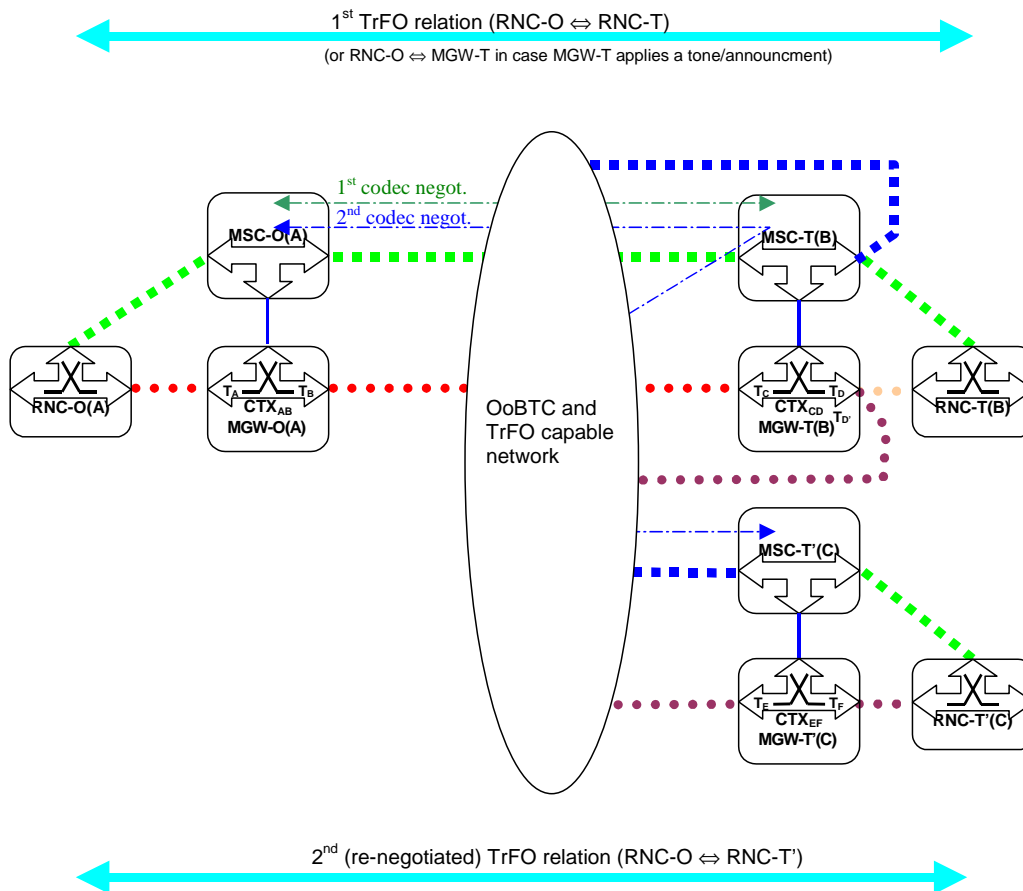 1st TrFO relation (RNC-O ⇔ RNC-T)
(or RNC-O ⇔ MGW-T in case MGW-T applies a tone/announcment)
1st codec negot.
2nd codec negot.
MSC-O(A)
MSC-T(B)
RNC-O(A)
TA
TB
CTXAB
MGW-O(A)
OoBTC and
TrFO capable
network
TC
TD
CTXCD
TD'
MGW-T(B)
RNC-T(B)
MSC-T'(C)
TE
TF
CTXEF
MGW-T'(C)
RNC-T'(C)
2nd (re-negotiated) TrFO relation (RNC-O ⇔ RNC-T')